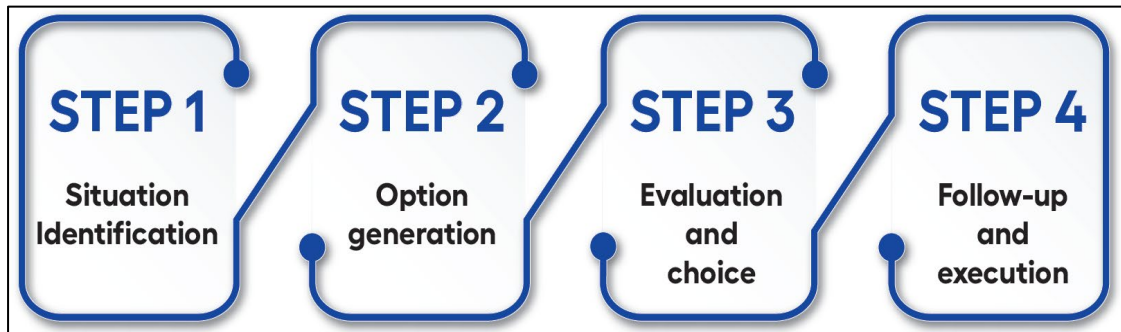 STEP 1
Situation
Identification
STEP 2
Option
generation
STEP 3
Evaluation
and
choice
STEP 4
Follow-up
and
execution